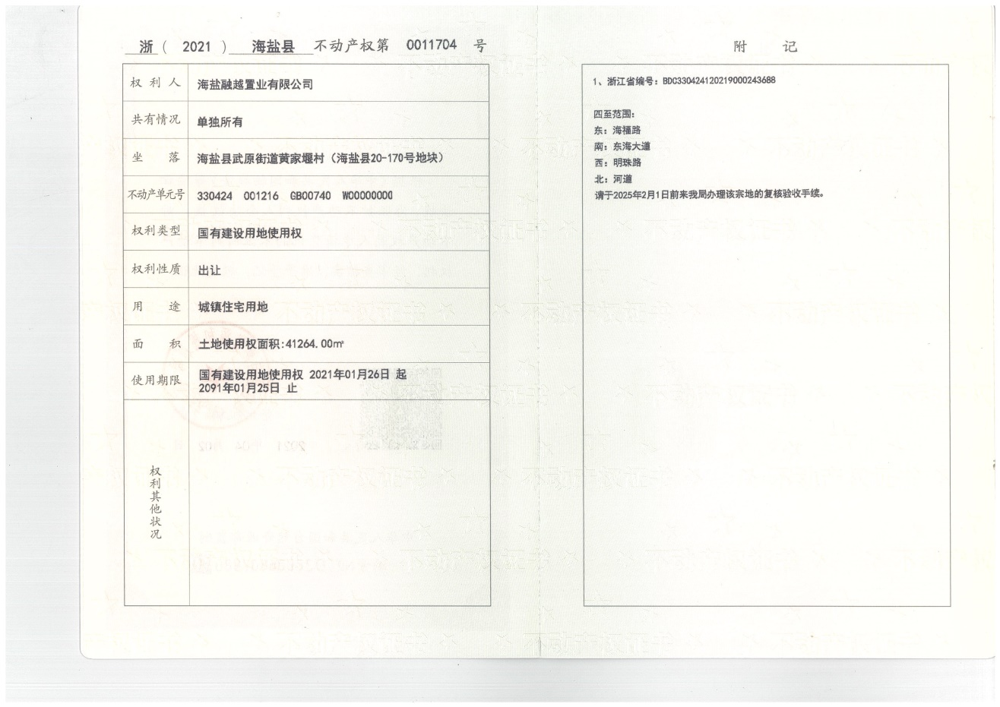 浙 ( 2021 ) 海盐县 不动产权第 0011704 号
权利人 海盐融越置业有限公司
共有情况 单独所有
坐落 海盐县武原街道黄家堰村（海盐县20-170号地块）
不动产单元号 330424 001216 GB00740 W00000000
权利类型 国有建设用地使用权
权利性质 出让
用途 城镇住宅用地
面积 土地使用权面积:41264.00㎡
使用期限 国有建设用地使用权 2021年01月26日 起
2091年01月25日 止
权利其他状况
附记
1、浙江省编号: BDC330424120219000243688
四至范围:
东: 海福路
南: 东海大道
西: 明珠路
北: 河道
请于2025年2月1日前来我局办理该宗地的复核验收手续。